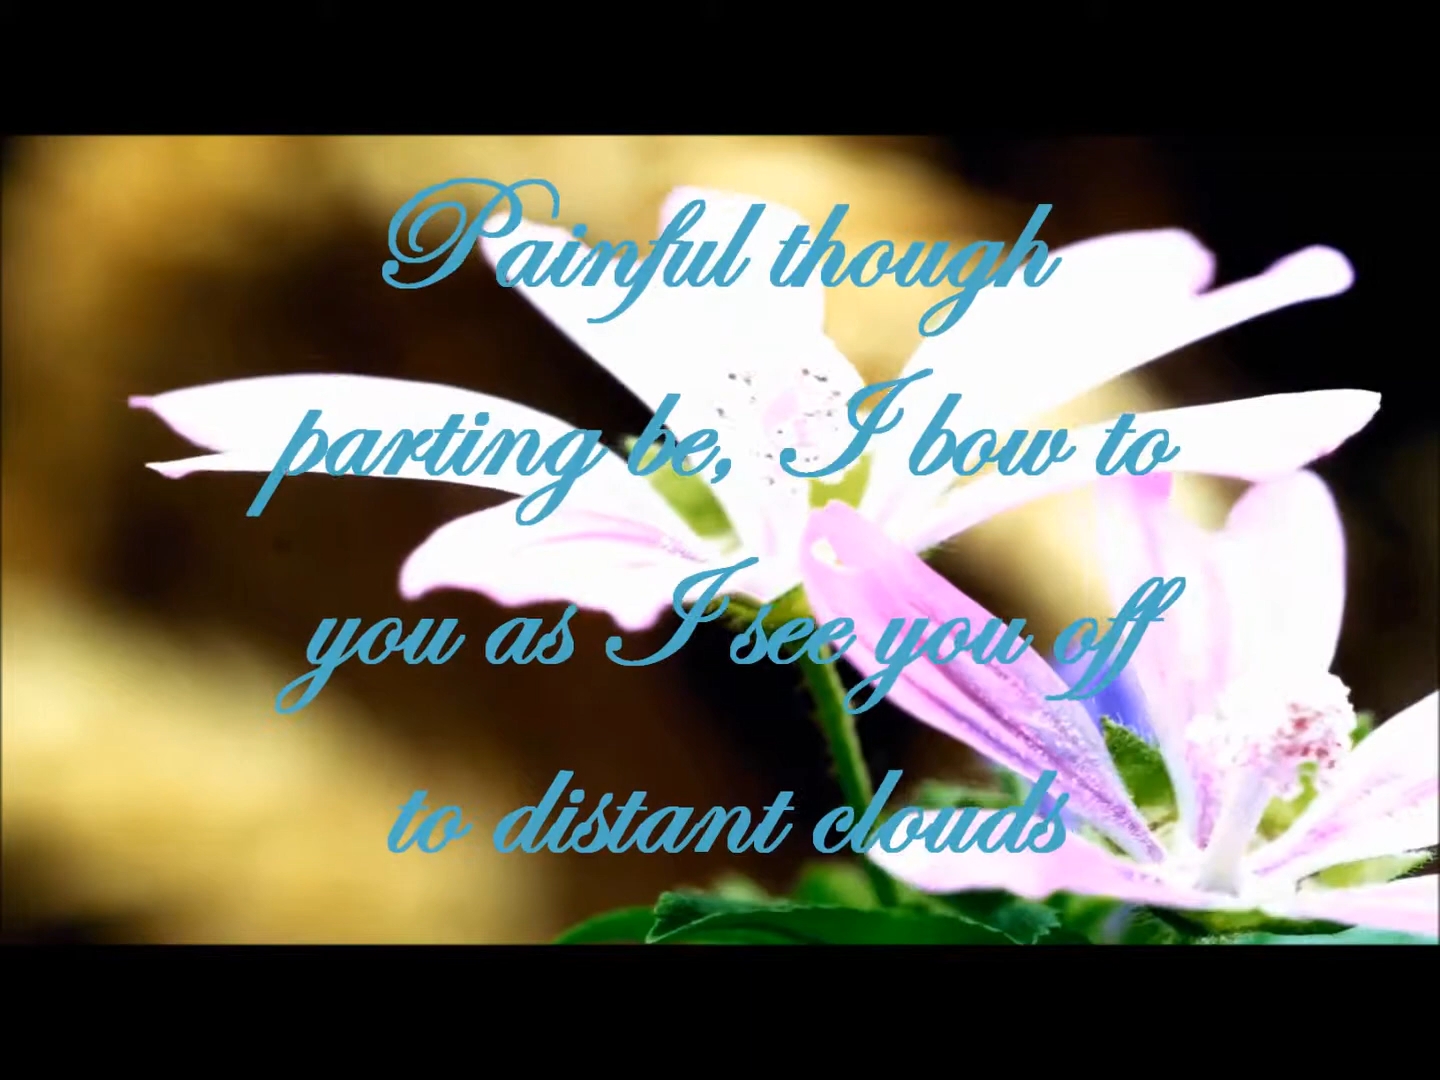 Painful though
parting be, I bow to
you as I see you off
to distant clouds